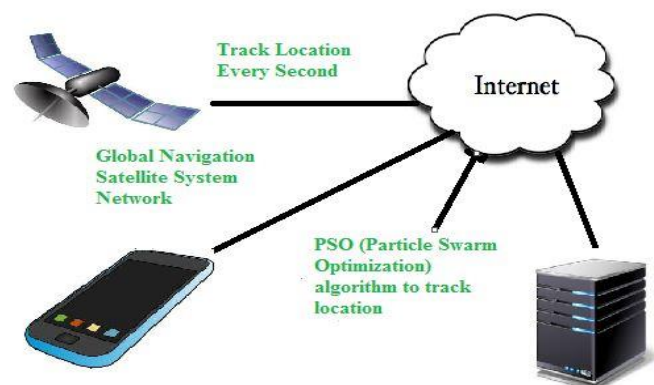 Track Location
Every Second
Internet
Global Navigation
Satellite System
Network
PSO (Particle Swarm
Optimization)
algorithm to track
location